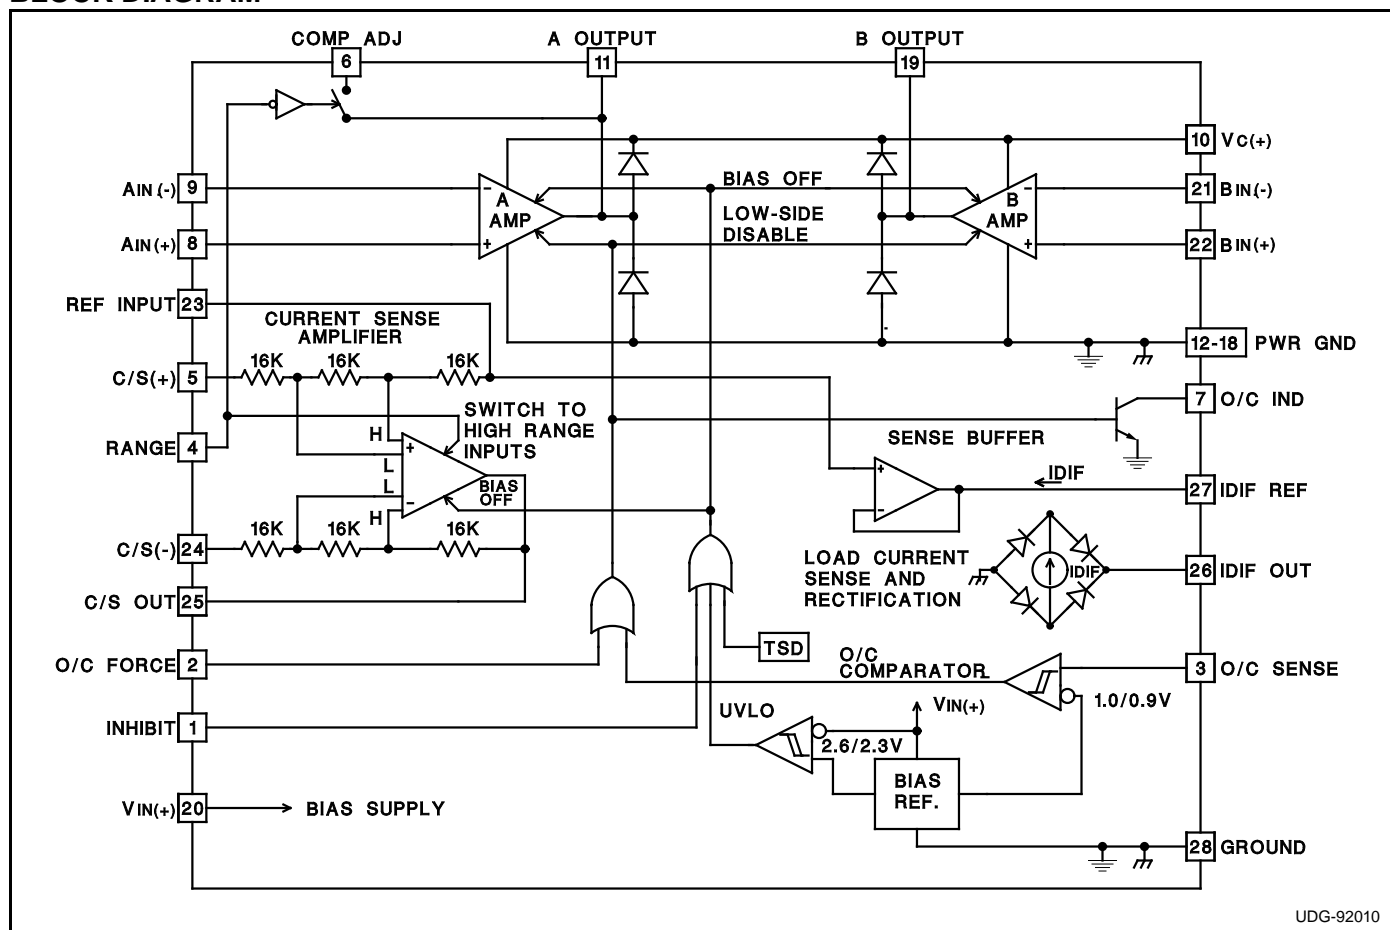 BLOCK DIAGRAM
COMP ADJ
A OUTPUT
B OUTPUT
6
11
19
10 VC(+)
AIN(-) 9
-
A
AMP
+
BIAS OFF
LOW-SIDE
DISABLE
-
B
AMP
+
21 BIN(-)
AIN(+) 8
22 BIN(+)
REF INPUT 23
CURRENT SENSE
AMPLIFIER
12-18 PWR GND
16K 16K 16K
C/S(+) 5
7 O/C IND
SWITCH TO
HIGH RANGE
INPUTS
RANGE 4
H
+
L
L
-
H
BIAS
OFF
SENSE BUFFER
+
-
IDIF
27 IDIF REF
16K 16K 16K
C/S(-) 24
LOAD CURRENT
SENSE AND
RECTIFICATION
IDIF
26 IDIF OUT
C/S OUT 25
TSD
O/C FORCE 2
O/C
COMPARATOR
3 O/C SENSE
1.0/0.9V
INHIBIT 1
UVLO
VIN(+)
2.6/2.3V
BIAS
REF.
VIN(+) 20
BIAS SUPPLY
28 GROUND
UDG-92010